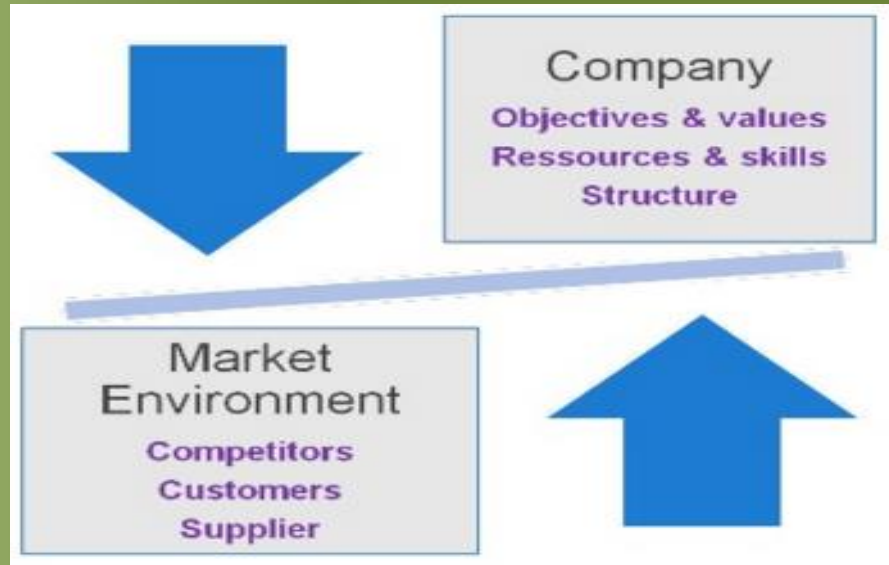 Company
Objectives & values
Ressources & skills
Structure
Market
Environment
Competitors
Customers
Supplier